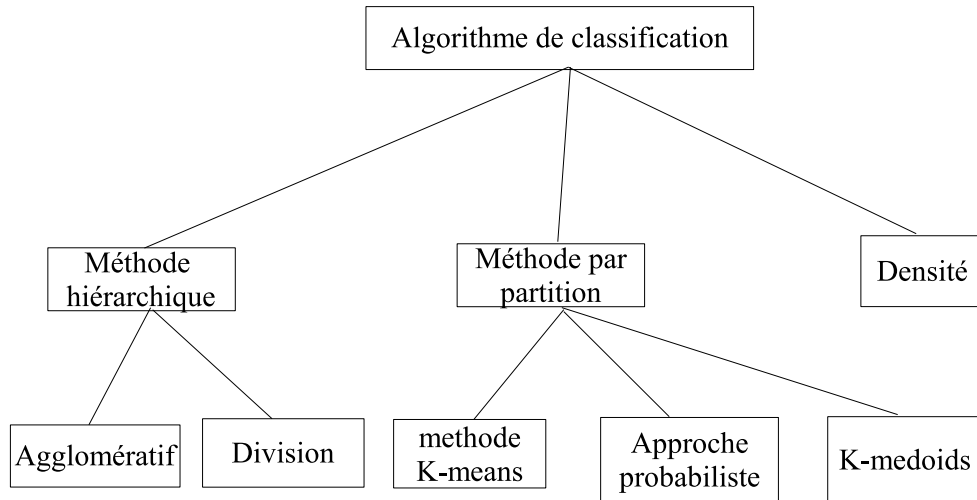 Algorithme de classification
Méthode
hiérarchique
Méthode par
partition
Densité
Agglomératif
Division
methode
K-means
Approche
probabiliste
K-medoids